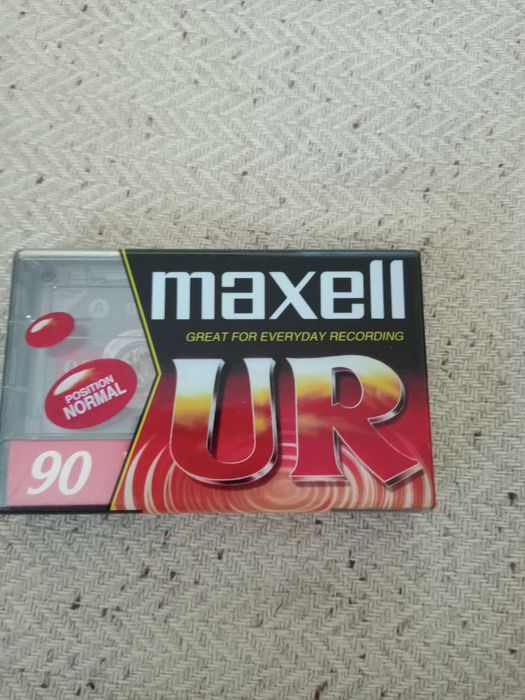 maxell
GREAT FOR EVERYDAY RECORDING
UR
A
POSITION
NORMAL
90